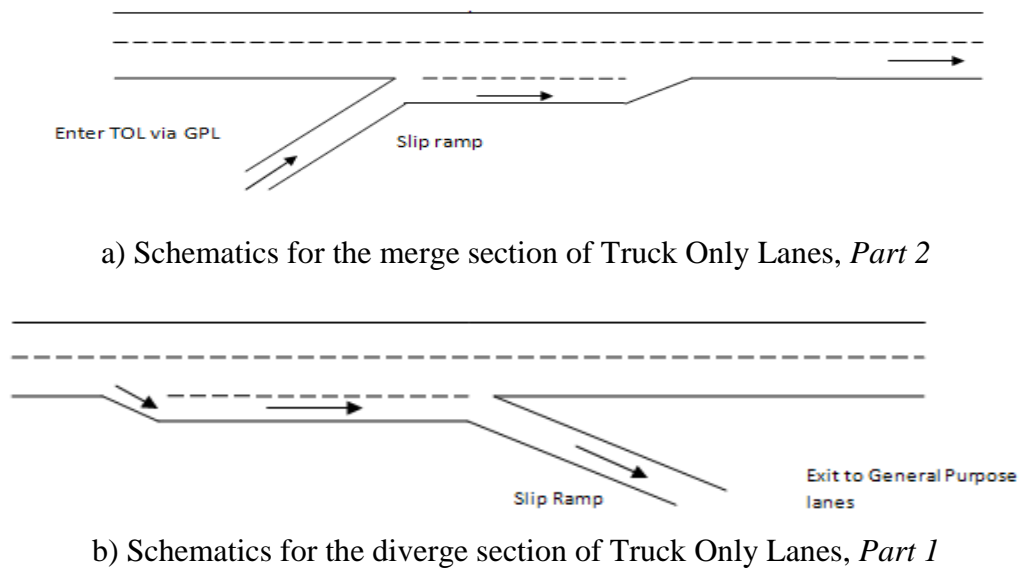 Enter TOL via GPL
Slip ramp
a) Schematics for the merge section of Truck Only Lanes, Part 2
Slip Ramp
Exit to General Purpose
lanes
b) Schematics for the diverge section of Truck Only Lanes, Part 1